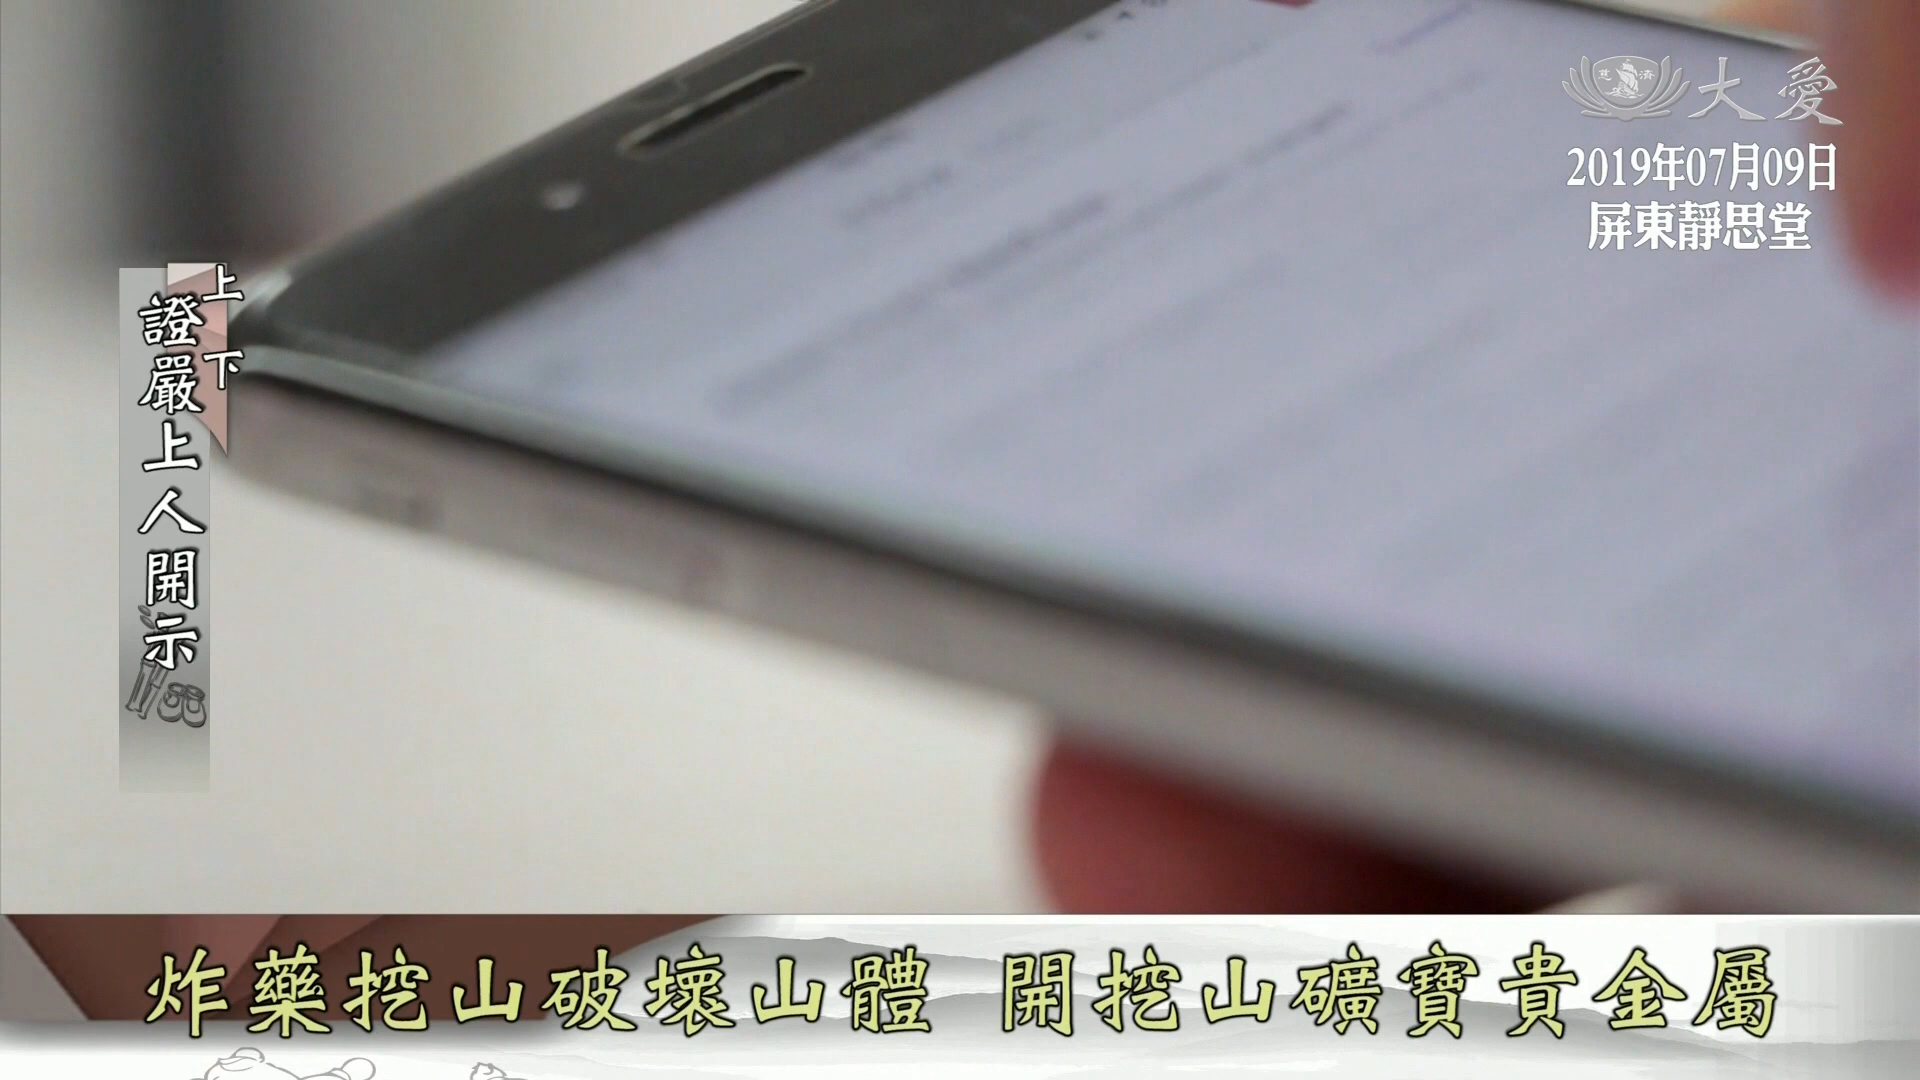 慈濟
大愛
2019年07月09日
屏東靜思堂
上證下嚴上人開示
炸藥挖山破壞山體 開挖山礦寶貴金屬